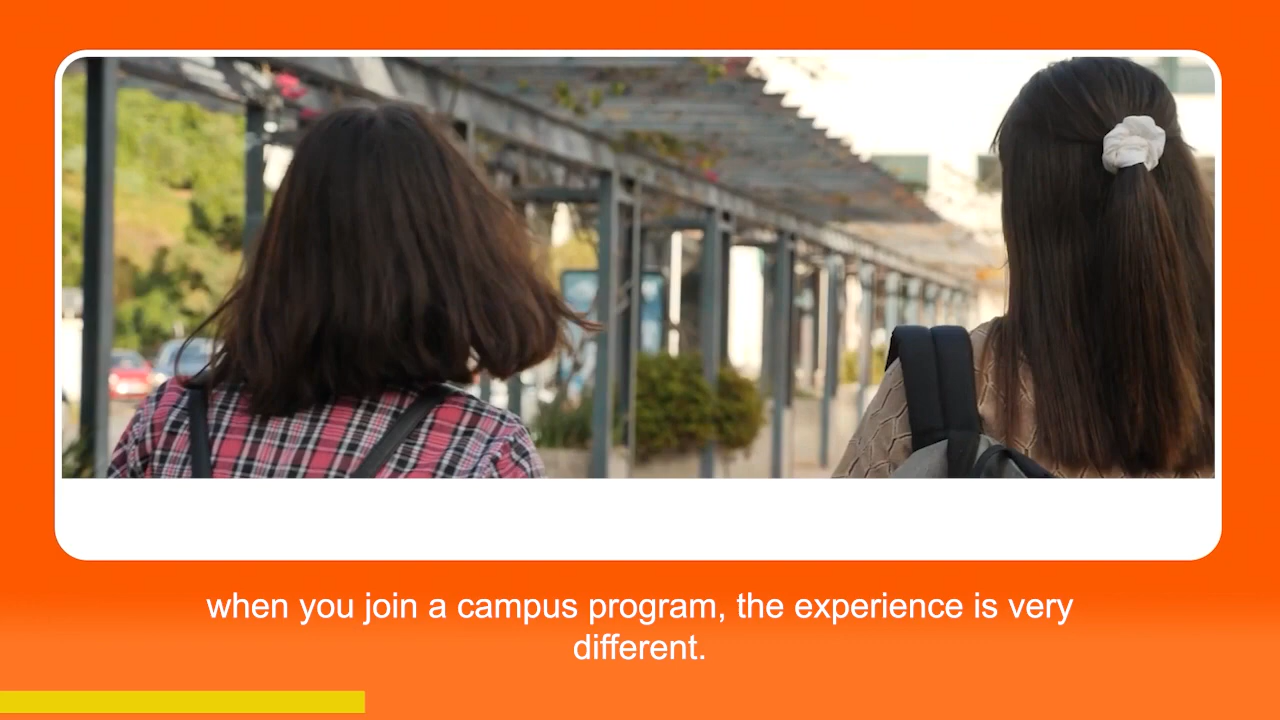 when you join a campus program, the experience is very
different.